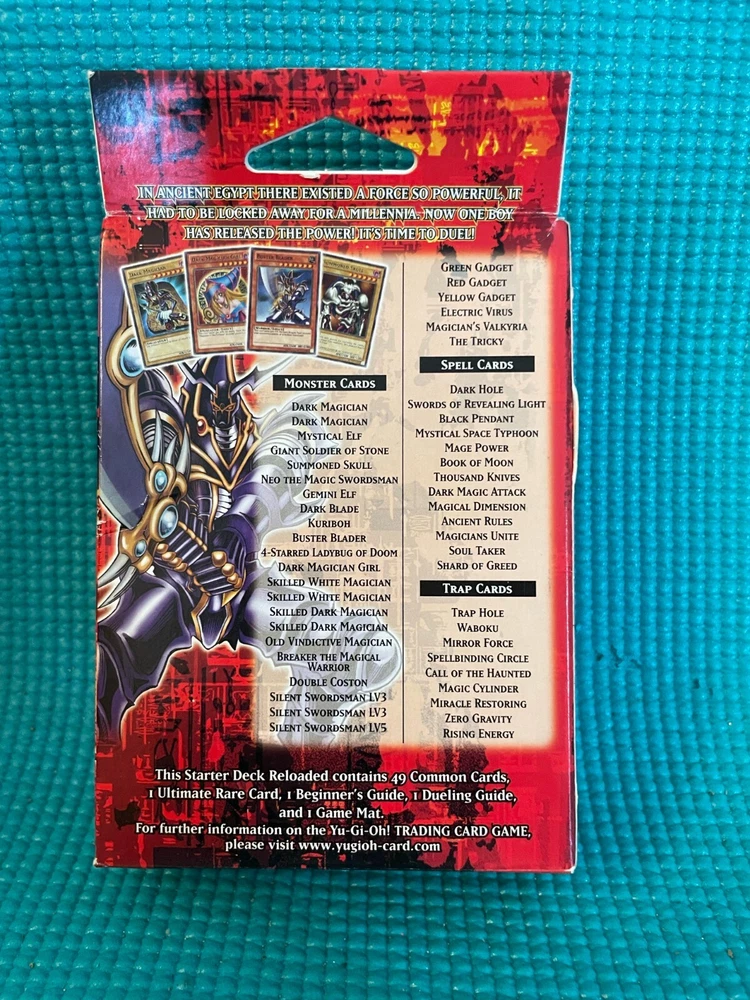 IN ANCIENT EGYPT THERE EXISTED A FORCE SO POWERFUL, IT
HAD TO BE LOCKED AWAY FOR A MILLENNIA. NOW ONE BOY
HAS RELEASED THE POWER! IT'S TIME TO DUEL!
DARK MAGICIAN
DARK MAGICIAN GIRL
BUSTER BLADER
SUMMONED SKULL
MONSTER CARDS
DARK MAGICIAN
DARK MAGICIAN
MYSTICAL ELF
GIANT SOLDIER OF STONE
SUMMONED SKULL
NEO THE MAGIC SWORDSMAN
GEMINI ELF
DARK BLADE
KURIBOH
BUSTER BLADER
4-STARRED LADYBUG OF DOOM
DARK MAGICIAN GIRL
SKILLED WHITE MAGICIAN
SKILLED WHITE MAGICIAN
SKILLED DARK MAGICIAN
SKILLED DARK MAGICIAN
OLD VINDICTIVE MAGICIAN
BREAKER THE MAGICAL
WARRIOR
DOUBLE COSTON
SILENT SWORDSMAN LV3
SILENT SWORDSMAN LV3
SILENT SWORDSMAN LV5
GREEN GADGET
RED GADGET
YELLOW GADGET
ELECTRIC VIRUS
MAGICIAN'S VALKYRIA
THE TRICKY
SPELL CARDS
DARK HOLE
SWORDS OF REVEALING LIGHT
BLACK PENDANT
MYSTICAL SPACE TYPHOON
MAGE POWER
BOOK OF MOON
THOUSAND KNIVES
DARK MAGIC ATTACK
MAGICAL DIMENSION
ANCIENT RULES
MAGICIANS UNITE
SOUL TAKER
SHARD OF GREED
TRAP CARDS
TRAP HOLE
WABOKU
MIRROR FORCE
SPELLBINDING CIRCLE
CALL OF THE HAUNTED
MAGIC CYLINDER
MIRACLE RESTORING
ZERO GRAVITY
RISING ENERGY
This Starter Deck Reloaded contains 49 Common Cards,
1 Ultimate Rare Card, 1 Beginner's Guide, 1 Dueling Guide,
and 1 Game Mat.
For further information on the Yu-Gi-Oh! TRADING CARD GAME,
please visit www.yugioh-card.com